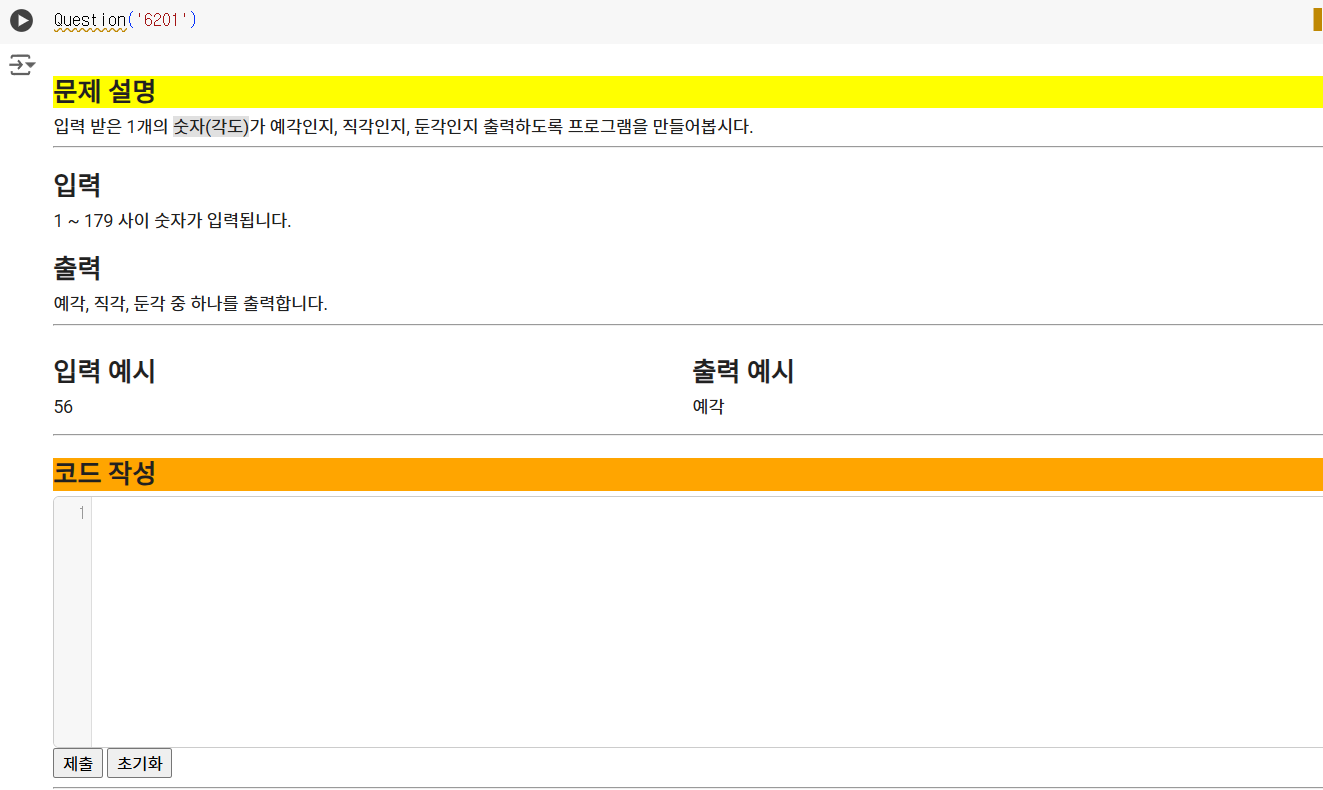 Question('6201')
문제 설명
입력 받은 1개의 숫자(각도)가 예각인지, 직각인지, 둔각인지 출력하도록 프로그램을 만들어봅시다.
입력
1 ~ 179 사이 숫자가 입력됩니다.
출력
예각, 직각, 둔각 중 하나를 출력합니다.
입력 예시
출력 예시
56
예각
코드 작성
1
제출 초기화